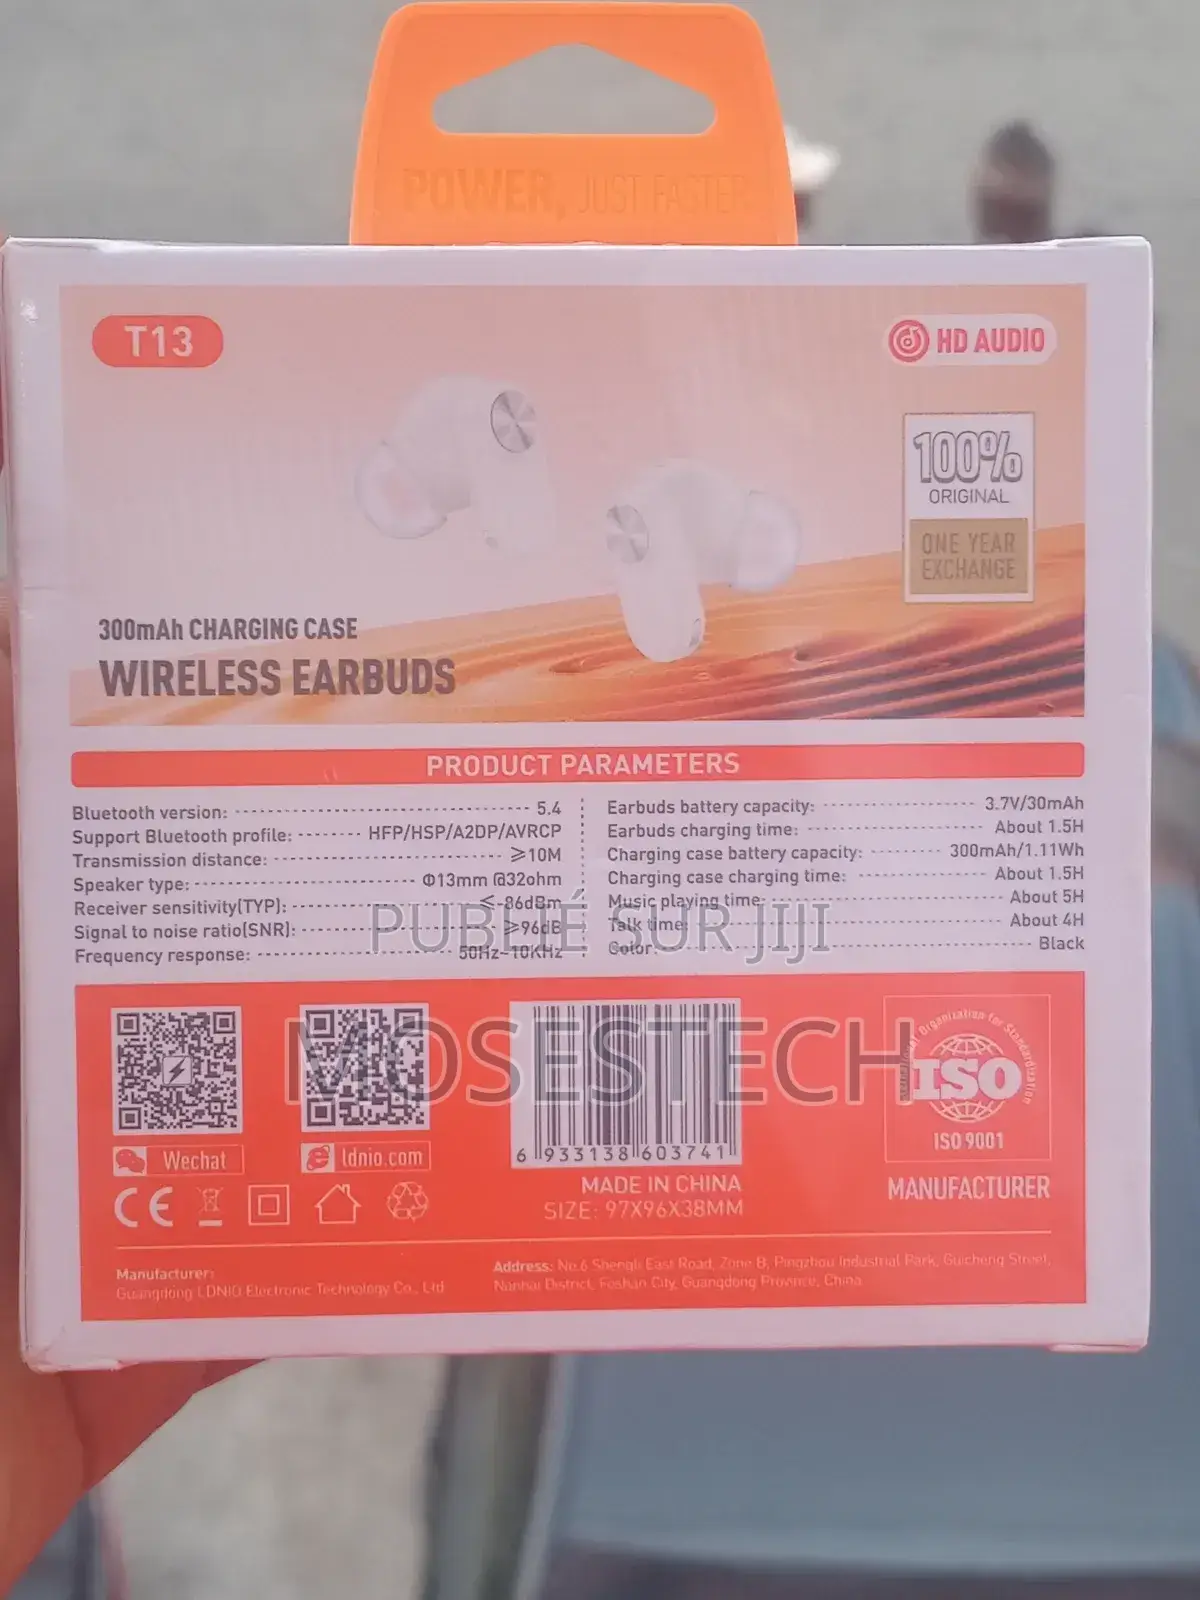 POWER, JUST FASTER
T13
HD AUDIO
100%
ORIGINAL
ONE YEAR
EXCHANGE
300mAh CHARGING CASE
WIRELESS EARBUDS
PRODUCT PARAMETERS
Bluetooth version: 5.4
Support Bluetooth profile: HFP/HSP/A2DP/AVRCP
Transmission distance: ≥10M
Speaker type: Φ13mm @32ohm
Receiver sensitivity(TYP): ≤-86dBm
Signal to noise ratio(SNR): ≥96dB
Frequency response: 50Hz~10KHz
Earbuds battery capacity: 3.7V/30mAh
Earbuds charging time: About 1.5H
Charging case battery capacity: 300mAh/1.11Wh
Charging case charging time: About 1.5H
Music playing time: About 5H
Talk time: About 4H
Color: Black
PUBLIÉ SUR JIJI
MOSESTECH
Wechat
ldnio.com
6 933138 603741
MADE IN CHINA
SIZE: 97X96X38MM
International Organization for Standardization
ISO
ISO 9001
MANUFACTURER
CE
Manufacturer:
Guangdong LDNIO Electronic Technology Co., Ltd
Address: No.6 Shengli East Road, Zone B, Pingzhou Industrial Park, Guicheng Street,
Nanhai District, Foshan City, Guangdong Province, China